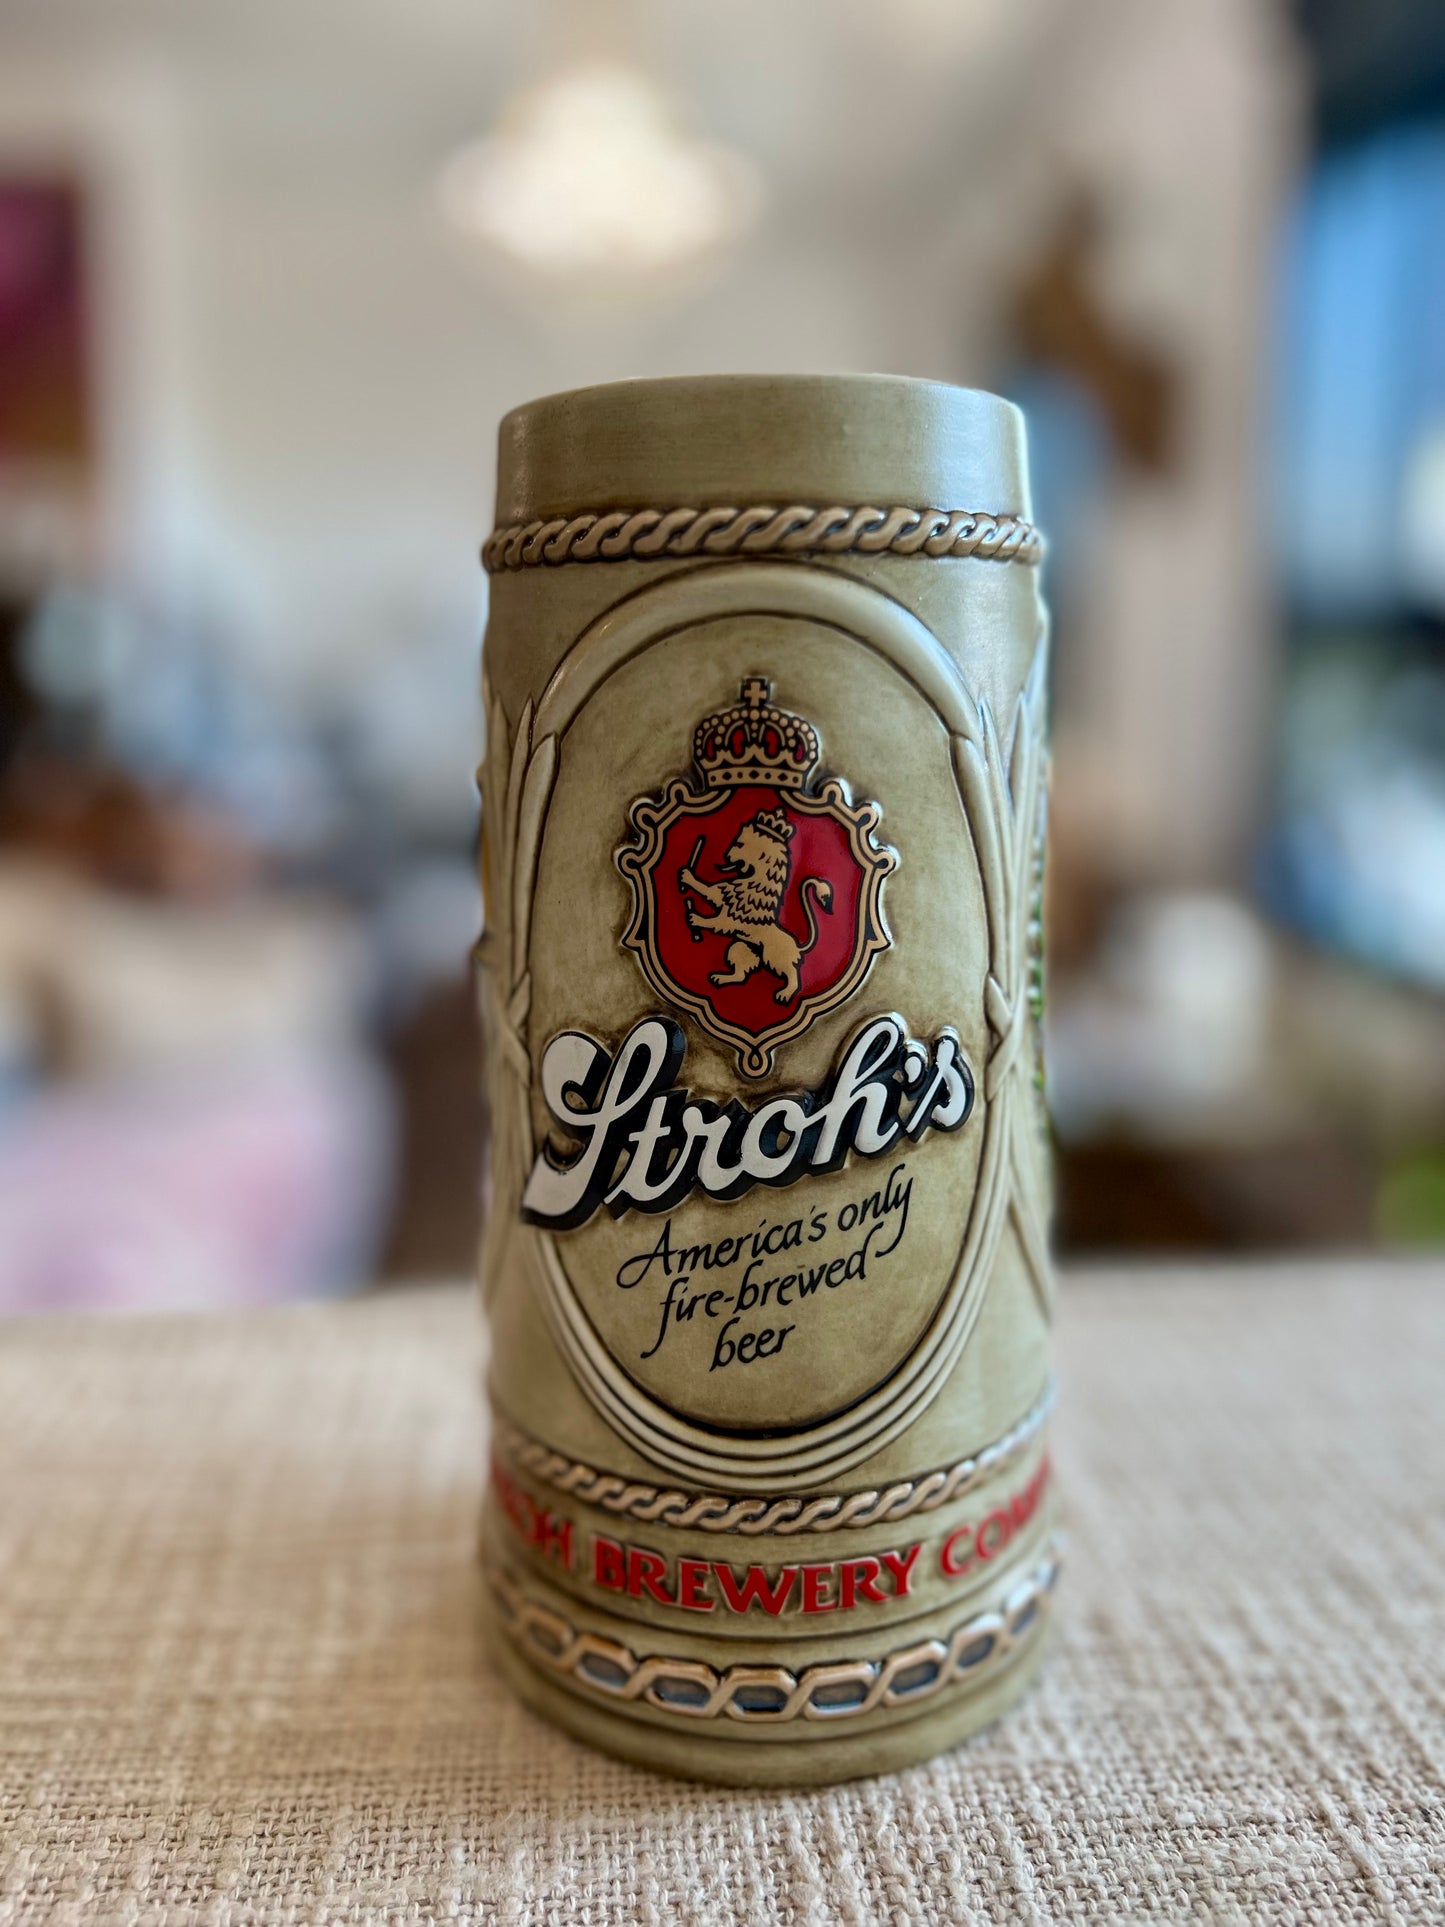 Stroh's
America's only
fire-brewed
beer
BREWERY